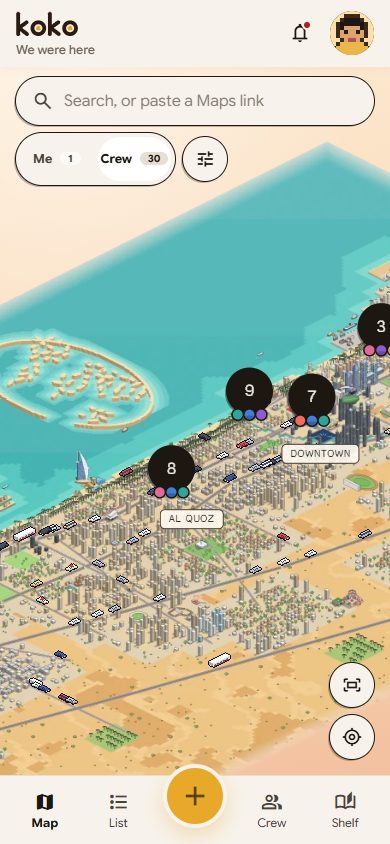 koko
We were here
Search, or paste a Maps link
Me 1 Crew 30
3
9
7
DOWNTOWN
8
AL QUOZ
Map List Crew Shelf